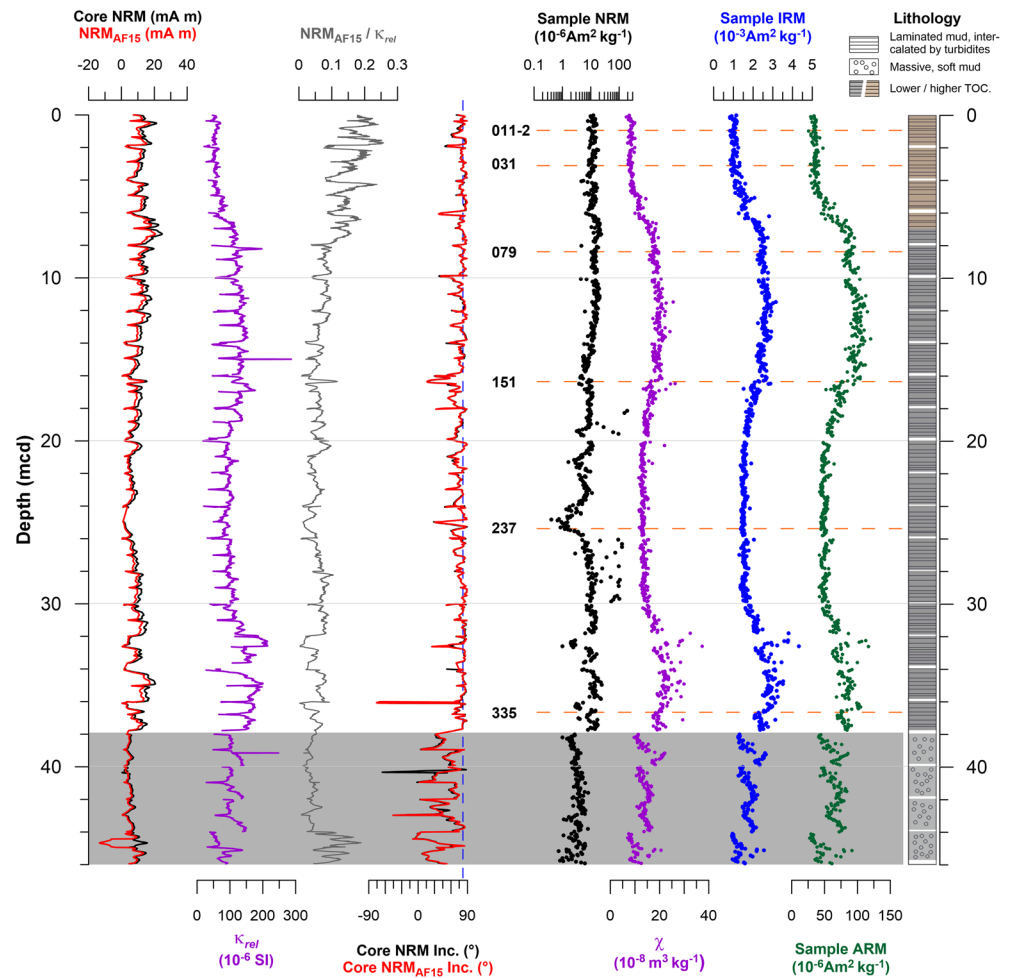 Core NRM (mA m)
NRM_AF15 (mA m)
-20 0 20 40
NRM_AF15 / κ_rel
0 0.1 0.2 0.3
Sample NRM
(10⁻⁶Am² kg⁻¹)
0.1 1 10 100
Sample IRM
(10⁻³Am² kg⁻¹)
0 1 2 3 4 5
Lithology
Laminated mud, inter-
calated by turbidites
Massive, soft mud
Lower / higher TOC.
Depth (mcd)
0
10
20
30
40
011-2
031
079
151
237
335
0
10
20
30
40
0 100 200 300
κ_rel
(10⁻⁶ SI)
-90 0 90
Core NRM Inc. (°)
Core NRM_AF15 Inc. (°)
0 20 40
χ
(10⁻⁸ m³ kg⁻¹)
0 50 100 150
Sample ARM
(10⁻⁶Am² kg⁻¹)